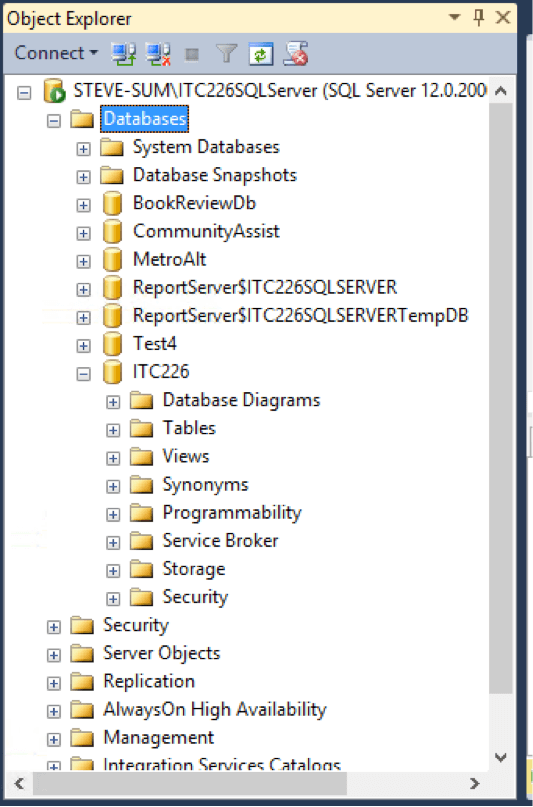 Object Explorer
Connect
STEVE-SUM\ITC226SQLServer (SQL Server 12.0.200
Databases
System Databases
Database Snapshots
BookReviewDb
CommunityAssist
MetroAlt
ReportServer$ITC226SQLSERVER
ReportServer$ITC226SQLSERVERTempDB
Test4
ITC226
Database Diagrams
Tables
Views
Synonyms
Programmability
Service Broker
Storage
Security
Security
Server Objects
Replication
AlwaysOn High Availability
Management
Integration Services Catalogs